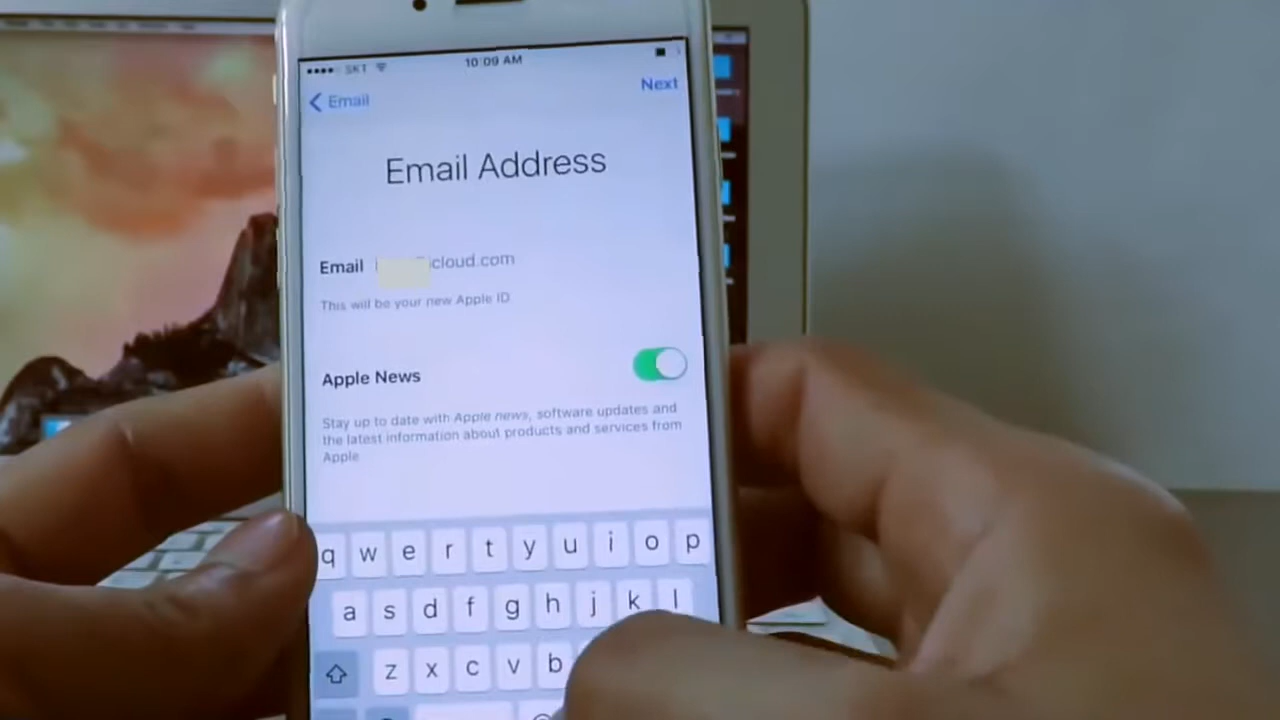 SKT 10:09 AM
Email Next
Email Address
Email icloud.com
This will be your new Apple ID
Apple News
Stay up to date with Apple news, software updates and
the latest information about products and services from
Apple
q w e r t y u i o p
a s d f g h j k l
z x c v b